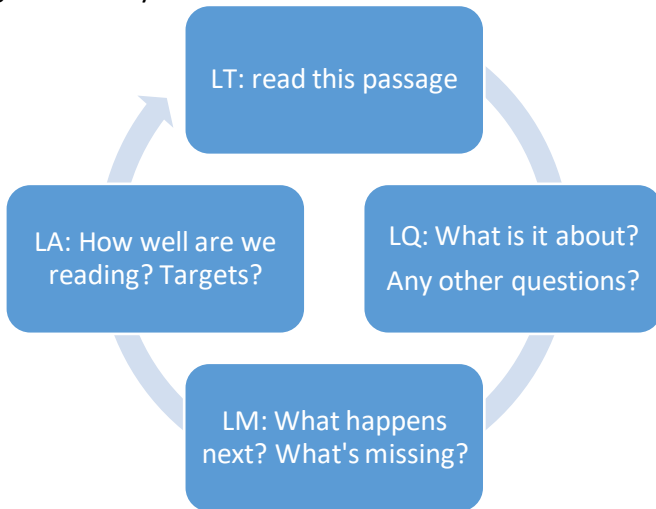 LT: read this passage
LQ: What is it about?
Any other questions?
LM: What happens
next? What's missing?
LA: How well are we
reading? Targets?